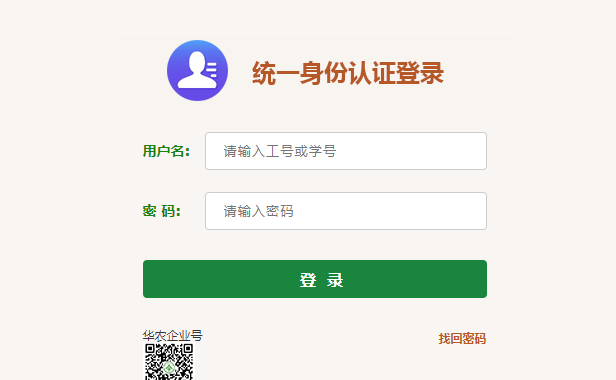 统一身份认证登录
用户名: 请输入工号或学号
密 码: 请输入密码
登 录
华农企业号 找回密码